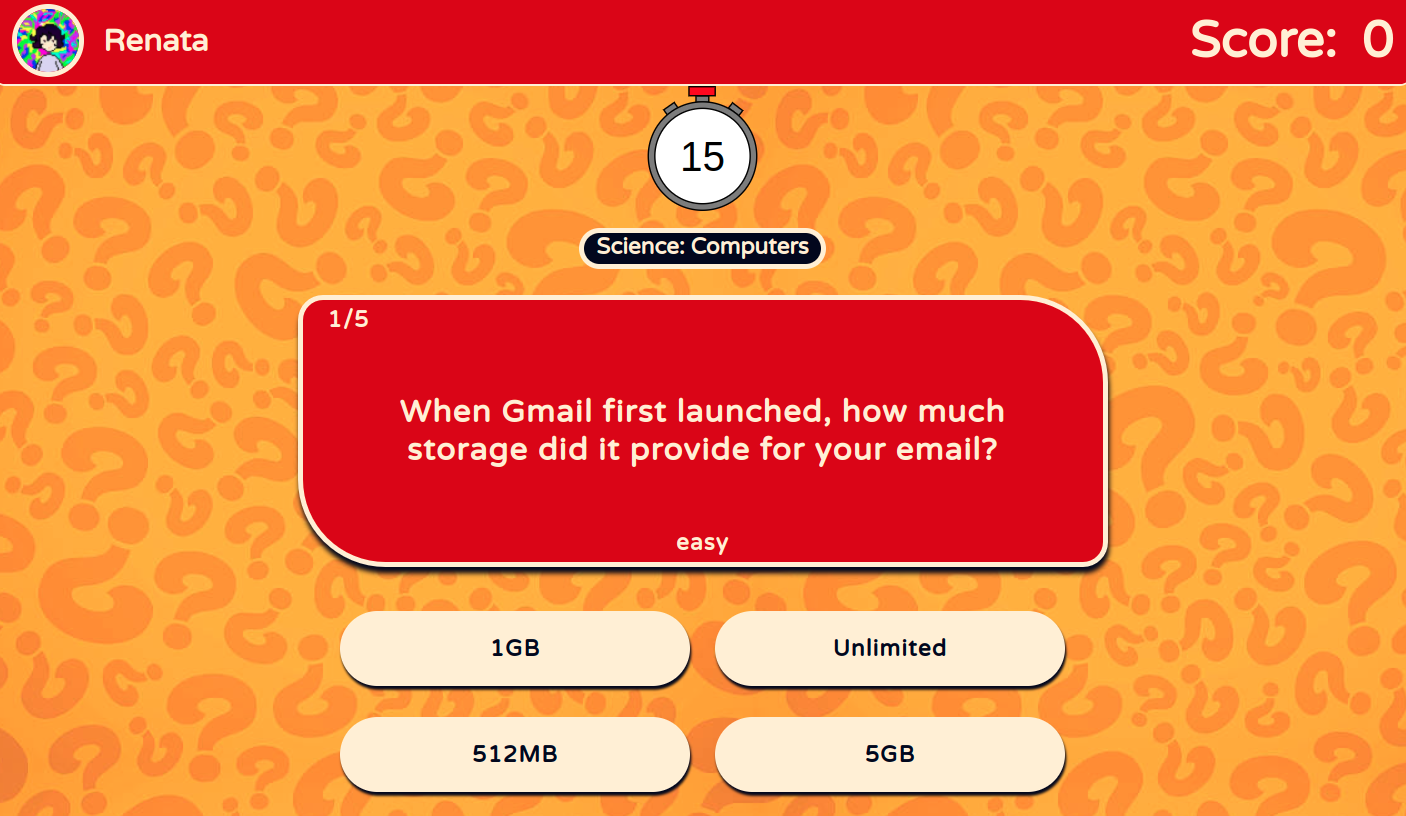 Renata
Score: 0
15
Science: Computers
1/5
When Gmail first launched, how much
storage did it provide for your email?
easy
1GB
Unlimited
512MB
5GB